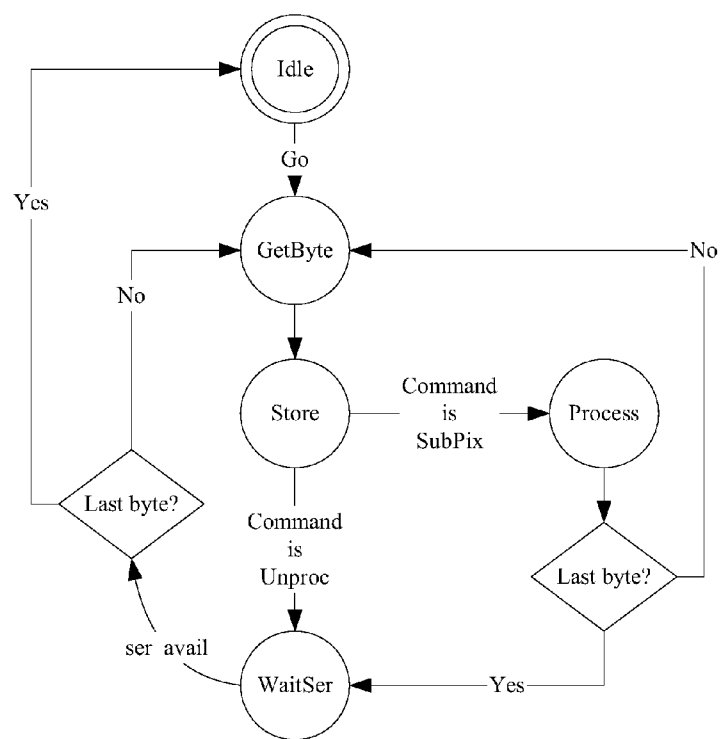 Idle
Go
Yes
GetByte
No
No
Store
Command
is
SubPix
Process
Last byte?
Command
is
Unproc
Last byte?
ser avail
WaitSer
Yes